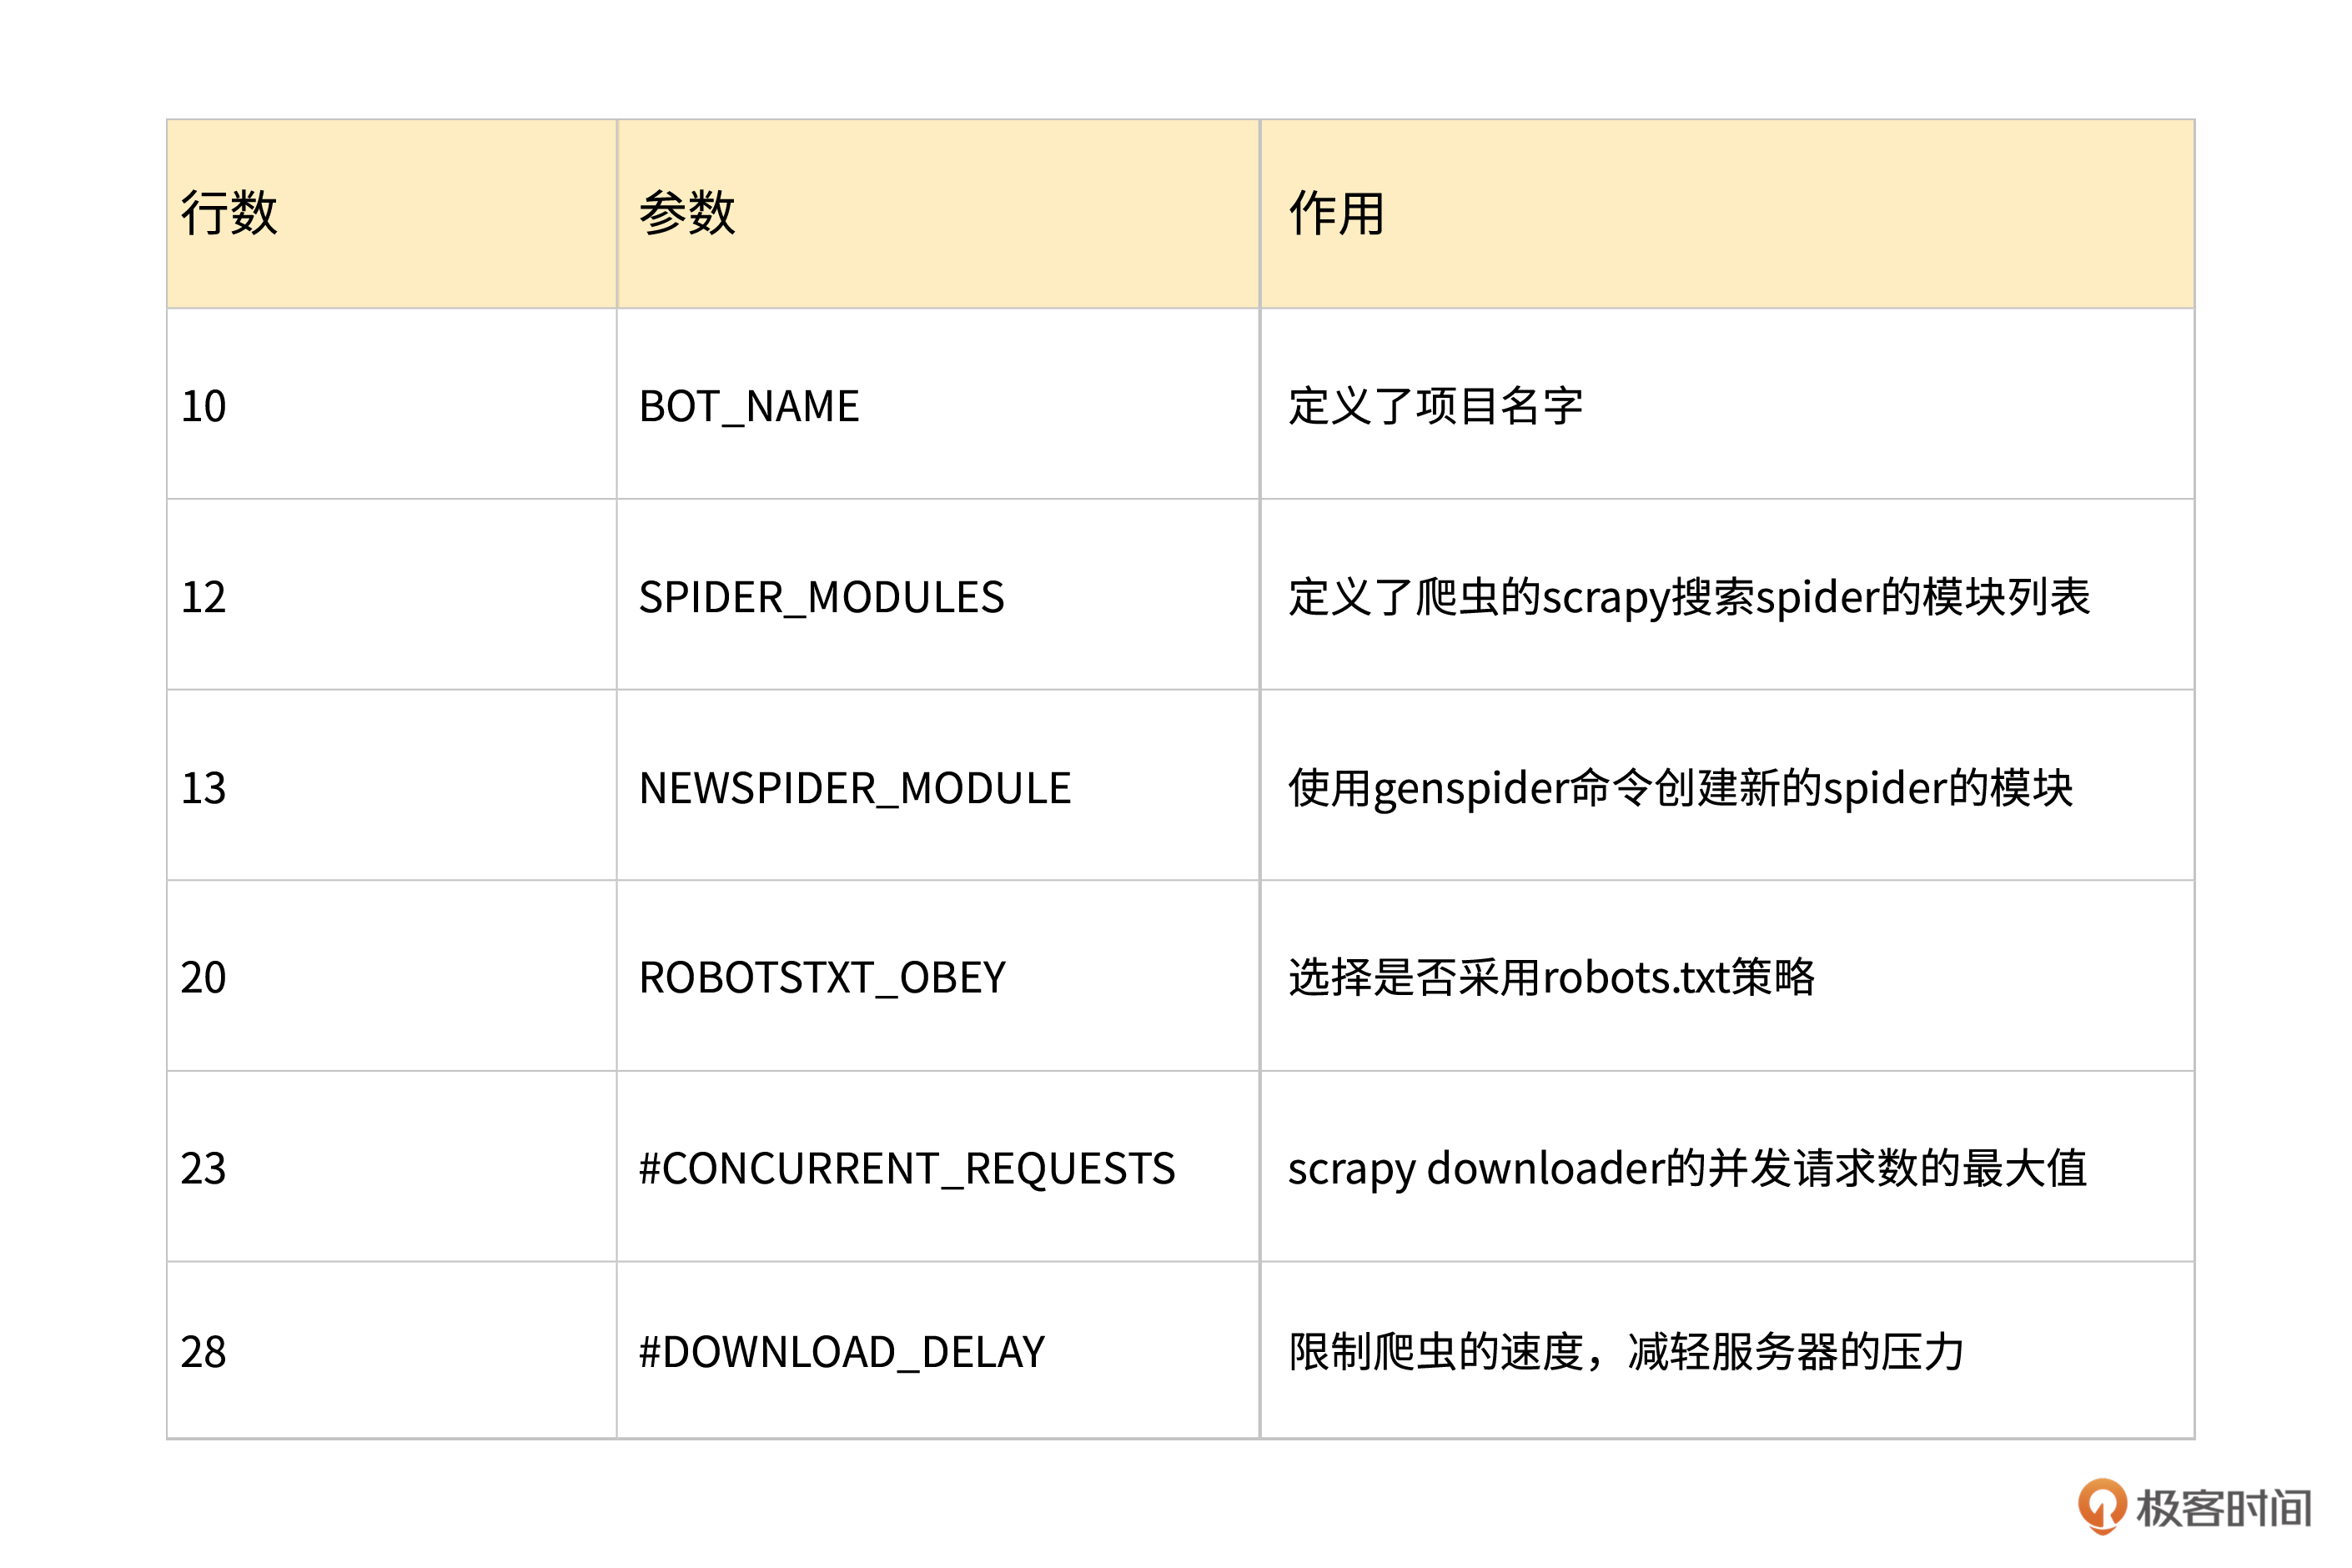 行数 参数 作用
10 BOT_NAME 定义了项目名字
12 SPIDER_MODULES 定义了爬虫的scrapy搜索spider的模块列表
13 NEWSPIDER_MODULE 使用genspider命令创建新的spider的模块
20 ROBOTSTXT_OBEY 选择是否采用robots.txt策略
23 #CONCURRENT_REQUESTS scrapy downloader的并发请求数的最大值
28 #DOWNLOAD_DELAY 限制爬虫的速度，减轻服务器的压力
极客时间